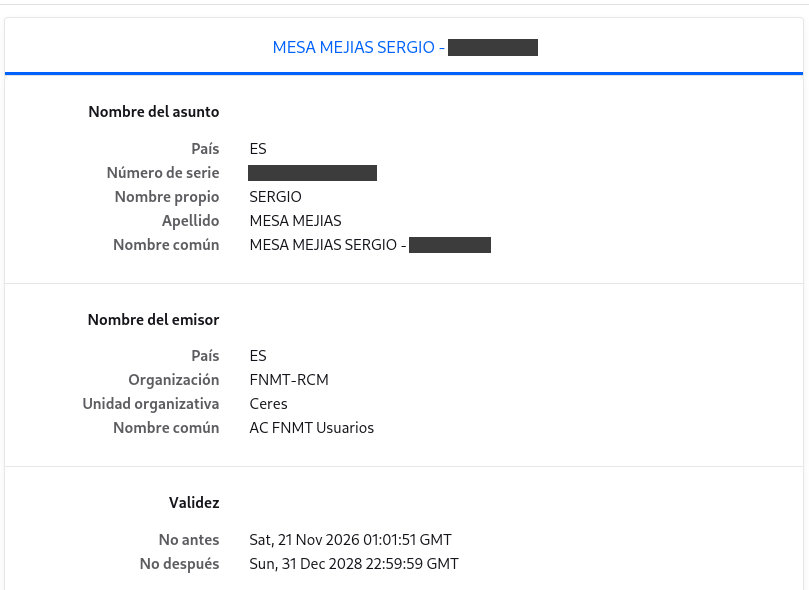 MESA MEJIAS SERGIO -
Nombre del asunto
País ES
Número de serie
Nombre propio SERGIO
Apellido MESA MEJIAS
Nombre común MESA MEJIAS SERGIO -
Nombre del emisor
País ES
Organización FNMT-RCM
Unidad organizativa Ceres
Nombre común AC FNMT Usuarios
Validez
No antes Sat, 21 Nov 2026 01:01:51 GMT
No después Sun, 31 Dec 2028 22:59:59 GMT